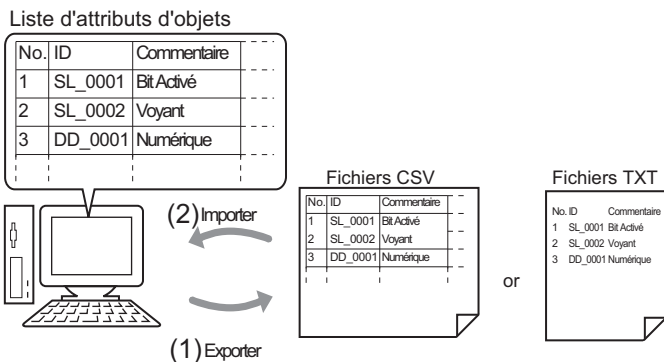 Liste d'attributs d'objets
No. ID Commentaire
1 SL_0001 Bit Activé
2 SL_0002 Voyant
3 DD_0001 Numérique
(2) Importer
(1) Exporter
Fichiers CSV
No. ID Commentaire
1 SL_0001 Bit Activé
2 SL_0002 Voyant
3 DD_0001 Numérique
or
Fichiers TXT
No. ID Commentaire
1 SL_0001 Bit Activé
2 SL_0002 Voyant
3 DD_0001 Numérique